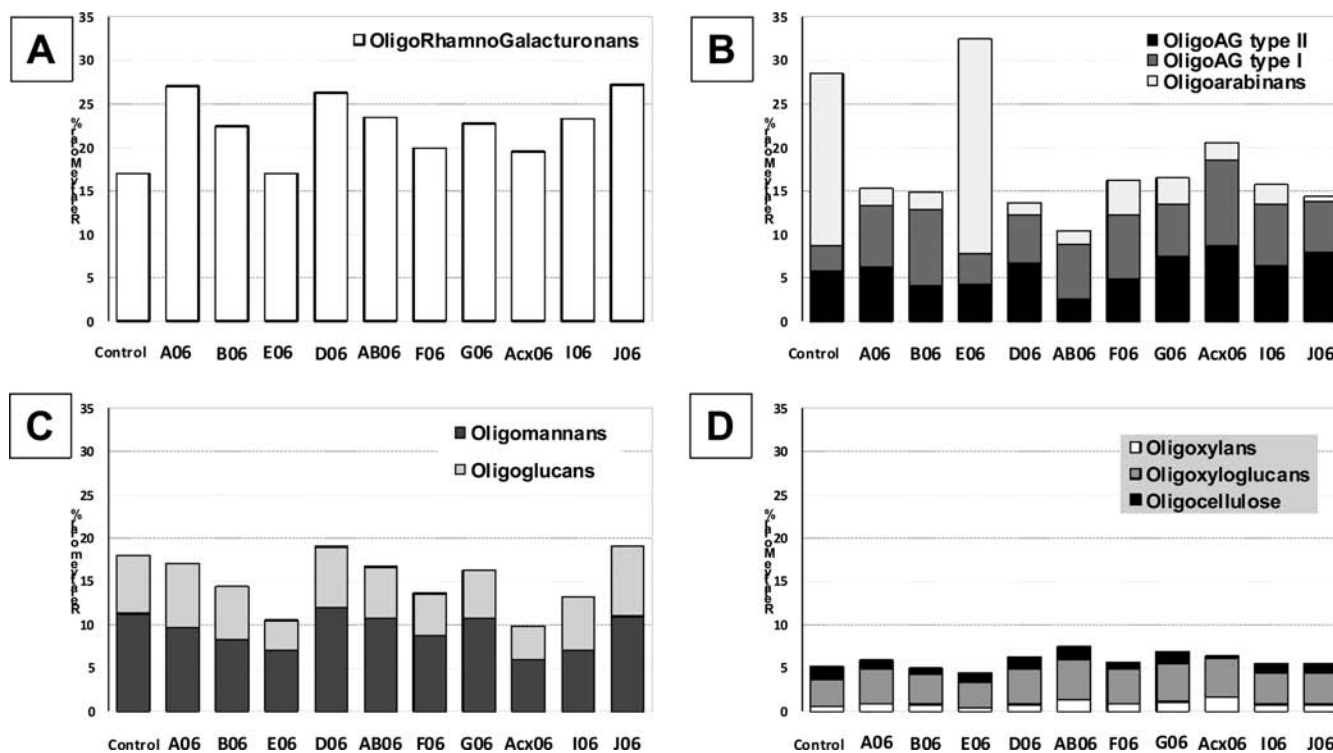 A
35
30
25
20
15
10
5
0
OligoRhamnoGalacturonans
Control A06 B06 E06 D06 AB06 F06 G06 Acx06 I06 J06
B
35
30
25
20
15
10
5
0
OligoAG type II
OligoAG type I
Oligoarabinans
Control A06 B06 E06 D06 AB06 F06 G06 Acx06 I06 J06
C
35
30
25
20
15
10
5
0
Oligomannans
Oligoglucans
Control A06 B06 E06 D06 AB06 F06 G06 Acx06 I06 J06
D
35
30
25
20
15
10
5
0
Oligoxylans
Oligoxyloglucans
Oligocellulose
Control A06 B06 E06 D06 AB06 F06 G06 Acx06 I06 J06